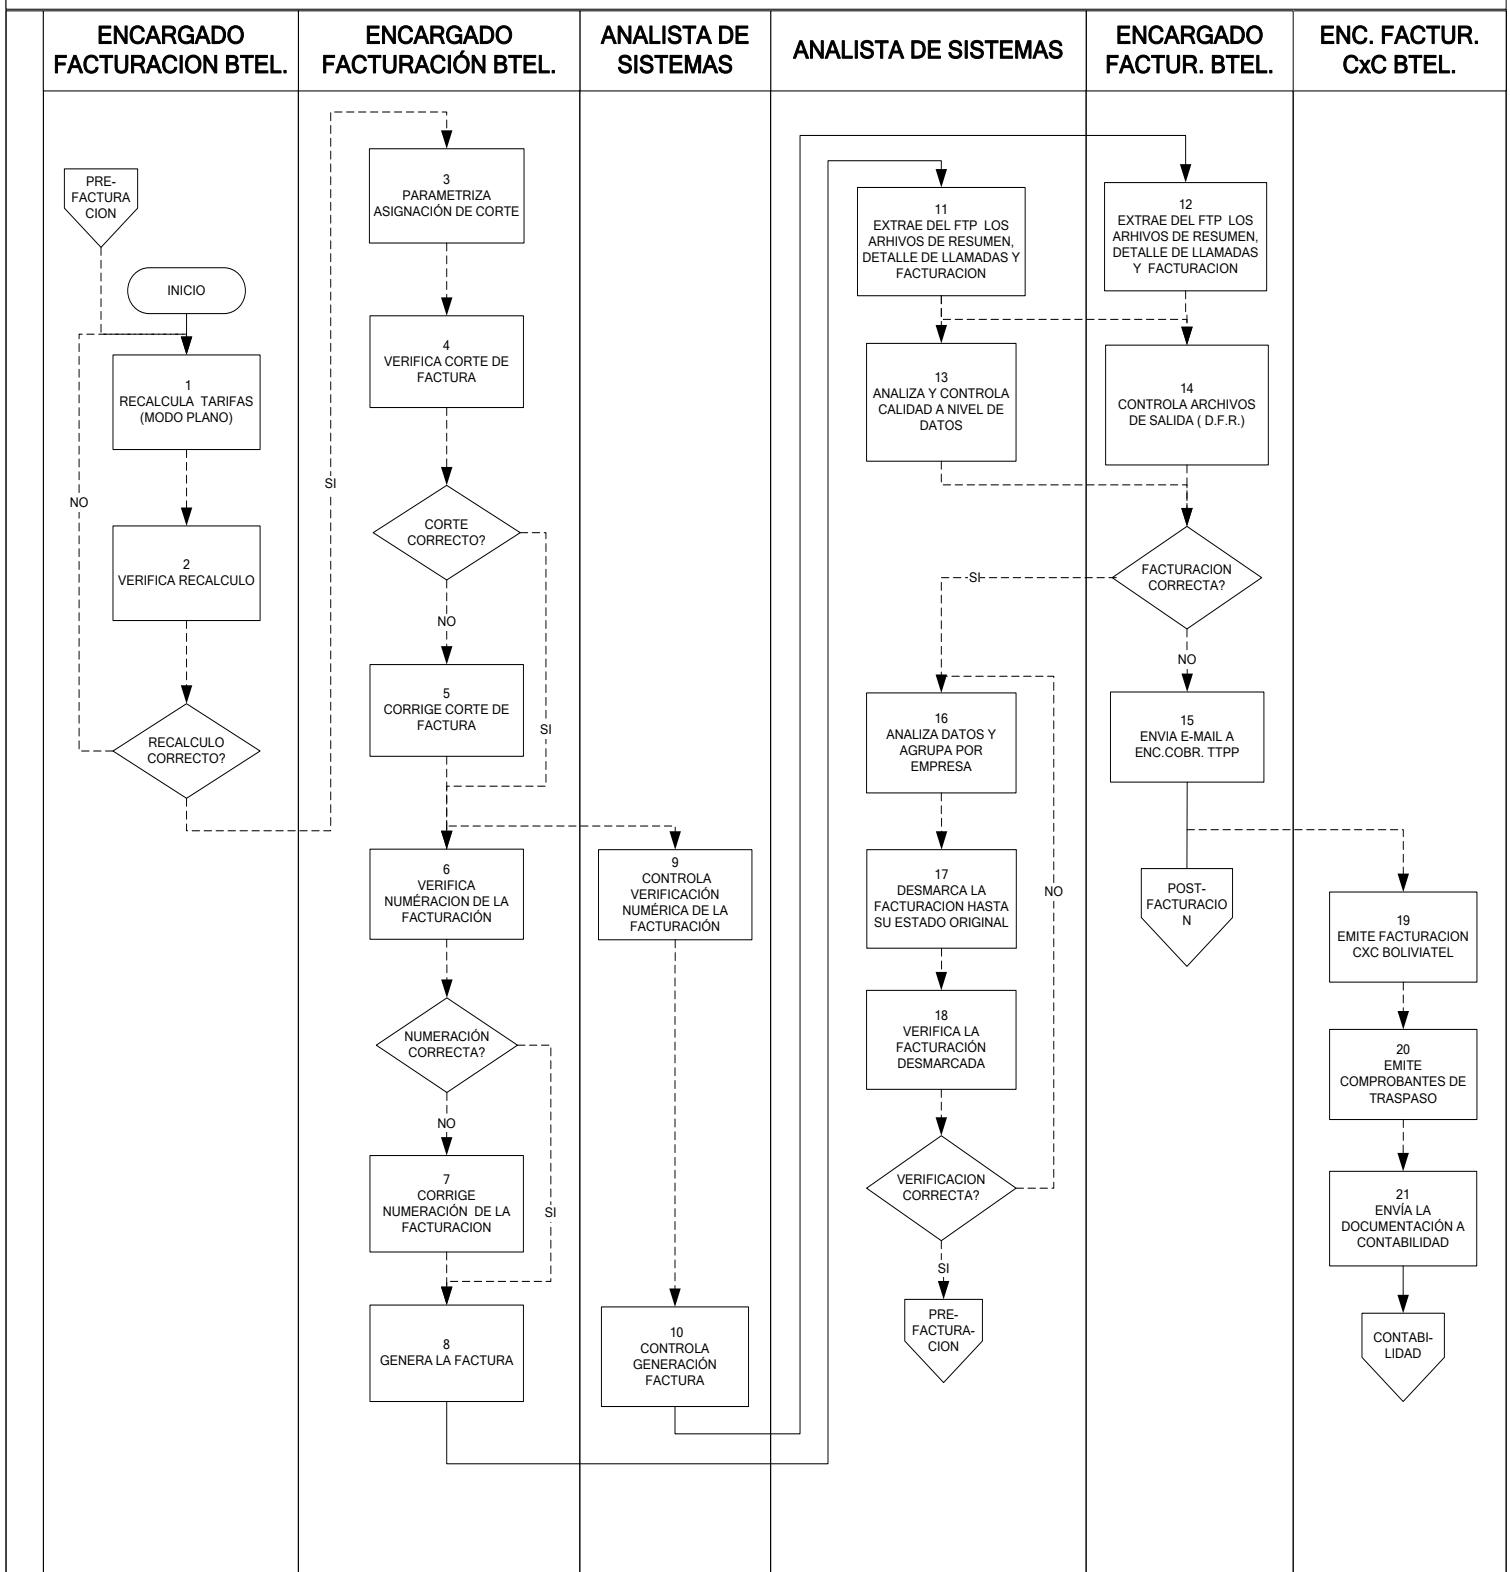 ENCARGADO
FACTURACION BTEL.
ENCARGADO
FACTURACIÓN BTEL.
ANALISTA DE
SISTEMAS
ANALISTA DE SISTEMAS
ENCARGADO
FACTUR. BTEL.
ENC. FACTUR.
CxC BTEL.
PRE-
FACTURA
CION
INICIO
1
RECALCULA TARIFAS
(MODO PLANO)
NO
2
VERIFICA RECALCULO
RECALCULO
CORRECTO?
SI
3
PARAMETRIZA
ASIGNACIÓN DE CORTE
4
VERIFICA CORTE DE
FACTURA
CORTE
CORRECTO?
NO
5
CORRIGE CORTE DE
FACTURA
SI
6
VERIFICA
NUMÉRACION DE LA
FACTURACIÓN
NUMERACIÓN
CORRECTA?
NO
7
CORRIGE
NUMERACIÓN DE LA
FACTURACION
SI
8
GENERA LA FACTURA
9
CONTROLA
VERIFICACIÓN
NUMÉRICA DE LA
FACTURACIÓN
10
CONTROLA
GENERACIÓN
FACTURA
11
EXTRAE DEL FTP LOS
ARHIVOS DE RESUMEN,
DETALLE DE LLAMADAS Y
FACTURACION
13
ANALIZA Y CONTROLA
CALIDAD A NIVEL DE
DATOS
SI
16
ANALIZA DATOS Y
AGRUPA POR
EMPRESA
17
DESMARCA LA
FACTURACION HASTA
SU ESTADO ORIGINAL
NO
18
VERIFICA LA
FACTURACIÓN
DESMARCADA
VERIFICACION
CORRECTA?
SI
PRE-
FACTURA-
CION
12
EXTRAE DEL FTP LOS
ARHIVOS DE RESUMEN,
DETALLE DE LLAMADAS
Y FACTURACION
14
CONTROLA ARCHIVOS
DE SALIDA ( D.F.R.)
FACTURACION
CORRECTA?
NO
15
ENVIA E-MAIL A
ENC.COBR. TTPP
POST-
FACTURACIO
N
19
EMITE FACTURACION
CXC BOLIVIATEL
20
EMITE
COMPROBANTES DE
TRASPASO
21
ENVÍA LA
DOCUMENTACIÓN A
CONTABILIDAD
CONTABI-
LIDAD